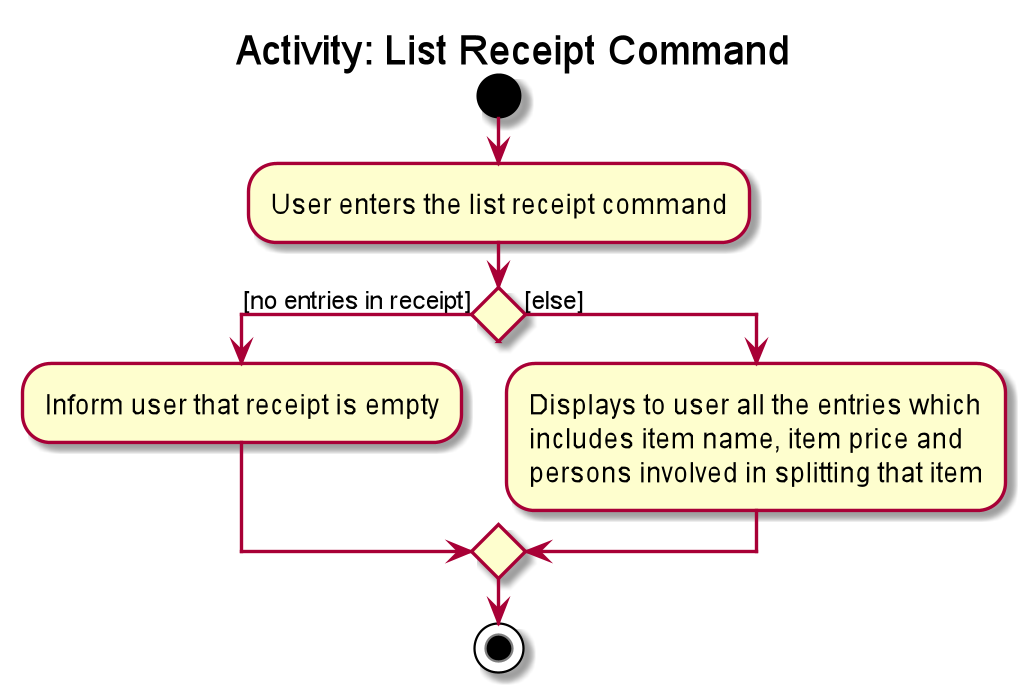 Activity: List Receipt Command
User enters the list receipt command
[no entries in receipt]
[else]
Inform user that receipt is empty
Displays to user all the entries which
includes item name, item price and
persons involved in splitting that item